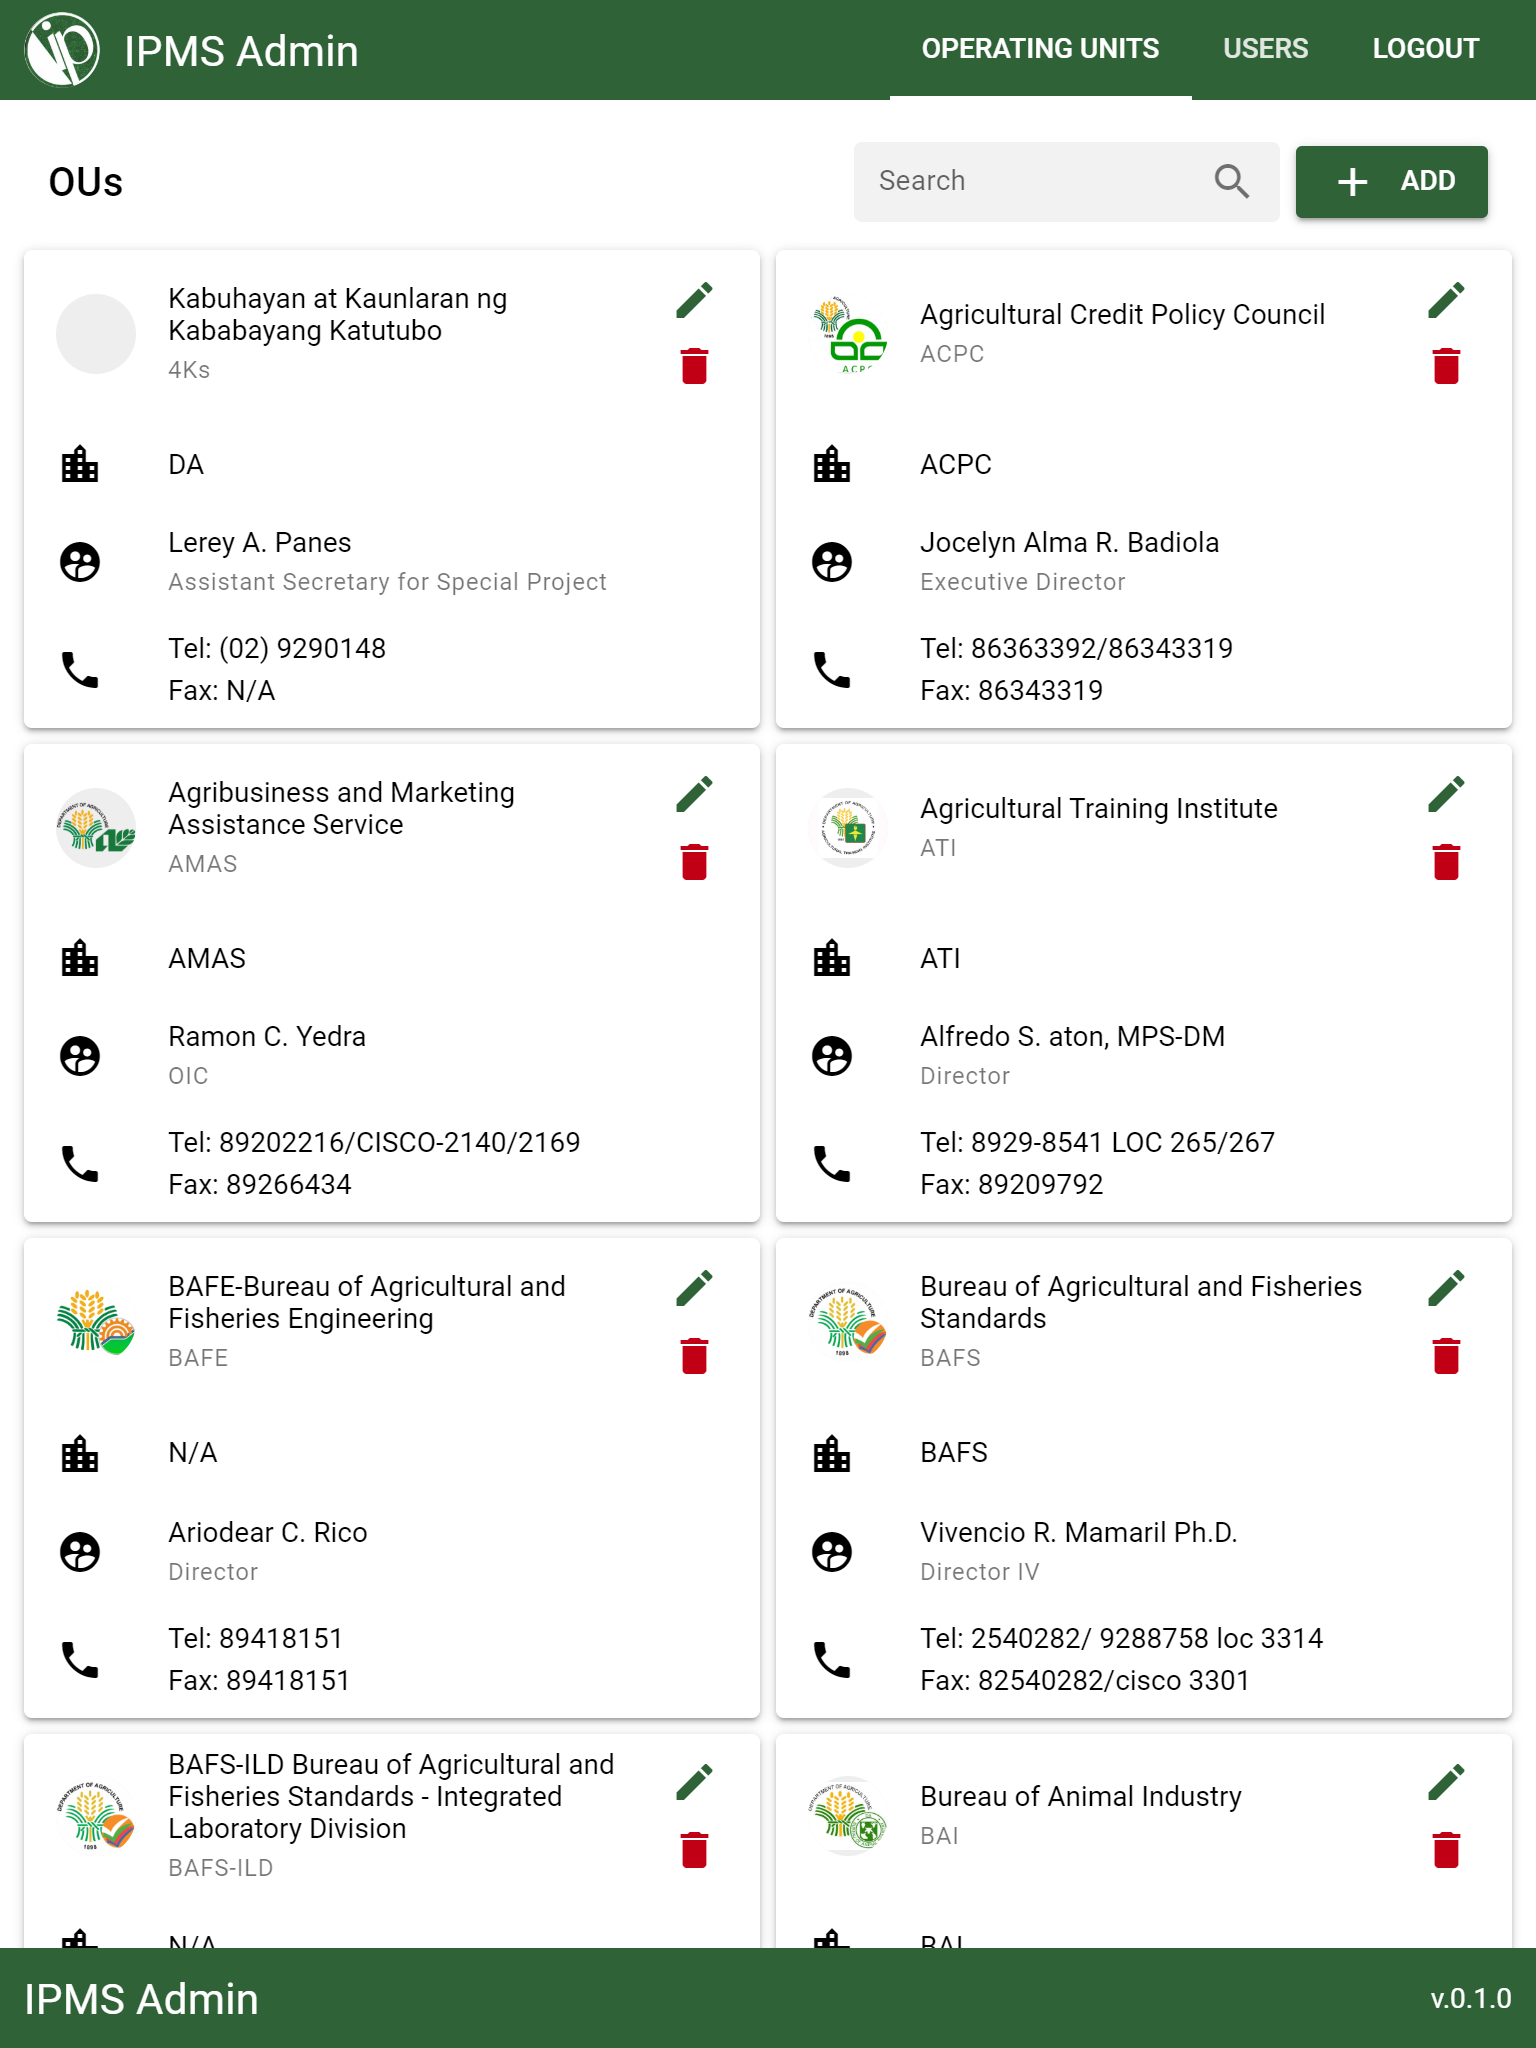 IPMS Admin
OPERATING UNITS
USERS
LOGOUT
OUs
Search
ADD
Kabuhayan at Kaunlaran ng
Kababayang Katutubo
4Ks
DA
Lerey A. Panes
Assistant Secretary for Special Project
Tel: (02) 9290148
Fax: N/A
Agricultural Credit Policy Council
ACPC
ACPC
Jocelyn Alma R. Badiola
Executive Director
Tel: 86363392/86343319
Fax: 86343319
Agribusiness and Marketing
Assistance Service
AMAS
AMAS
Ramon C. Yedra
OIC
Tel: 89202216/CISCO-2140/2169
Fax: 89266434
Agricultural Training Institute
ATI
ATI
Alfredo S. aton, MPS-DM
Director
Tel: 8929-8541 LOC 265/267
Fax: 89209792
BAFE-Bureau of Agricultural and
Fisheries Engineering
BAFE
N/A
Ariodear C. Rico
Director
Tel: 89418151
Fax: 89418151
Bureau of Agricultural and Fisheries
Standards
BAFS
BAFS
Vivencio R. Mamaril Ph.D.
Director IV
Tel: 2540282/ 9288758 loc 3314
Fax: 82540282/cisco 3301
BAFS-ILD Bureau of Agricultural and
Fisheries Standards - Integrated
Laboratory Division
BAFS-ILD
N/A
Bureau of Animal Industry
BAI
BAI
IPMS Admin
v.0.1.0